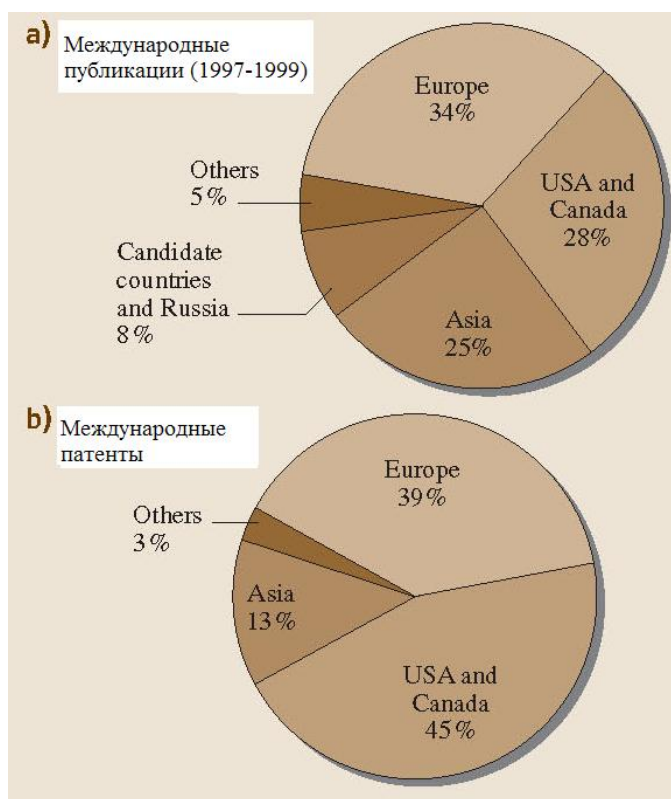 a) Международные
публикации (1997-1999)
Europe
34%
Others
5%
USA and
Canada
28%
Candidate
countries
and Russia
8%
Asia
25%
b) Международные
патенты
Europe
39%
Others
3%
Asia
13%
USA and
Canada
45%